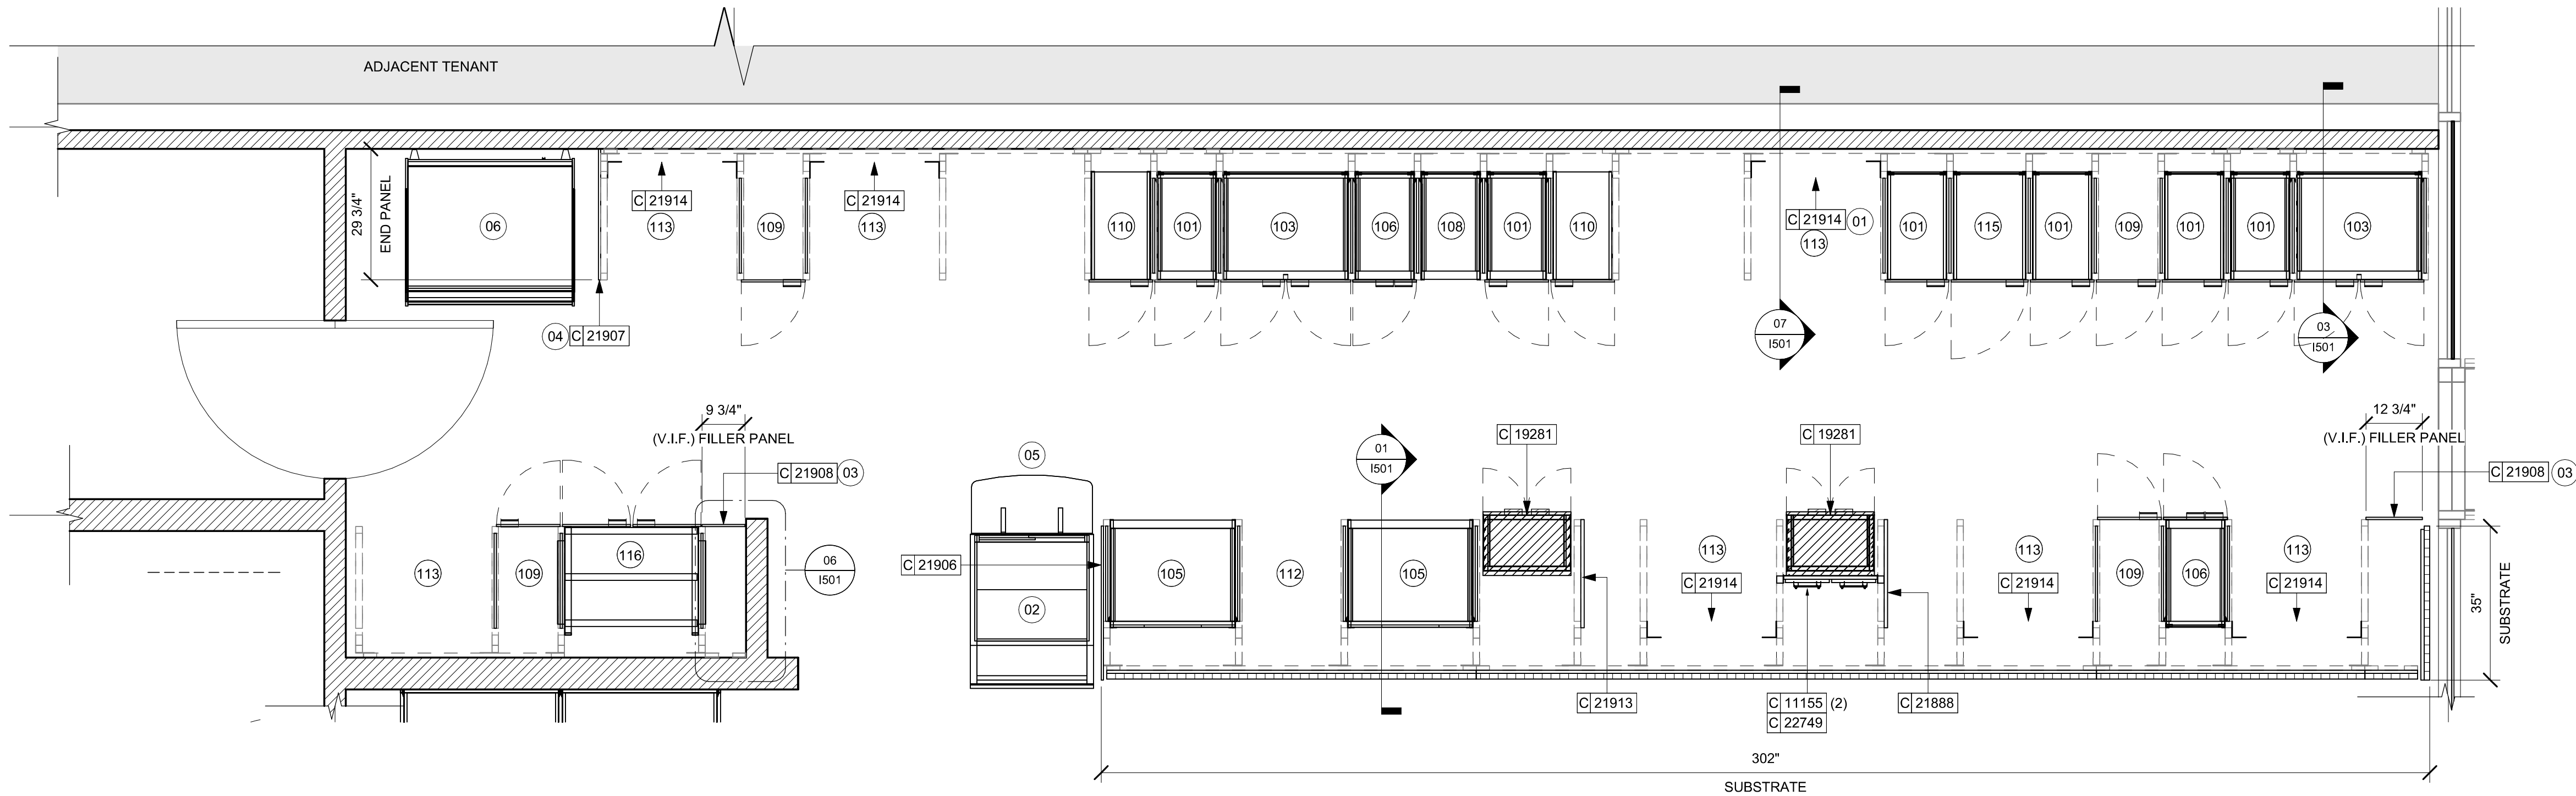 ADJACENT TENANT
29 3/4"
END PANEL
06
C 21914
113
109
C 21914
113
110
101
103
106
108
101
110
C 21914 01
113
101
115
101
109
101
101
103
04 C 21907
07
I501
03
I501
9 3/4"
(V.I.F.) FILLER PANEL
C 21908 03
113
109
116
06
I501
05
02
C 21906
01
I501
105
112
105
C 19281
C 19281
113
C 21914
113
C 21914
109
106
113
C 21914
12 3/4"
(V.I.F.) FILLER PANEL
C 21908 03
35"
SUBSTRATE
C 21913
C 11155 (2)
C 22749
C 21888
302"
SUBSTRATE